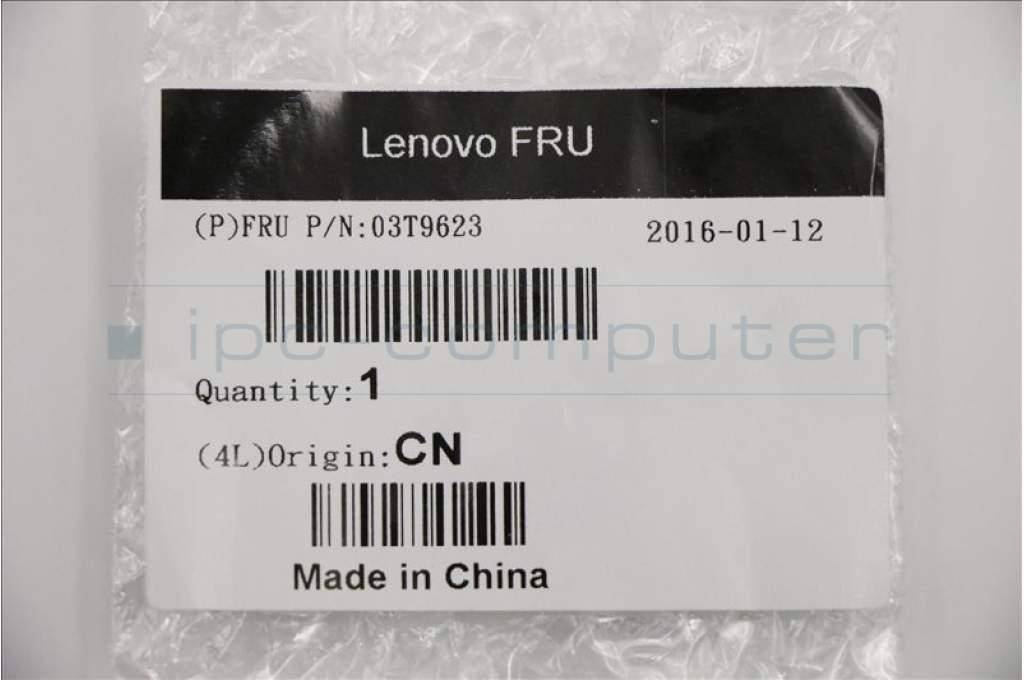 Lenovo FRU
(P)FRU P/N:03T9623 2016-01-12
ipc-computer
Quantity:1
(4L)Origin:CN
Made in China